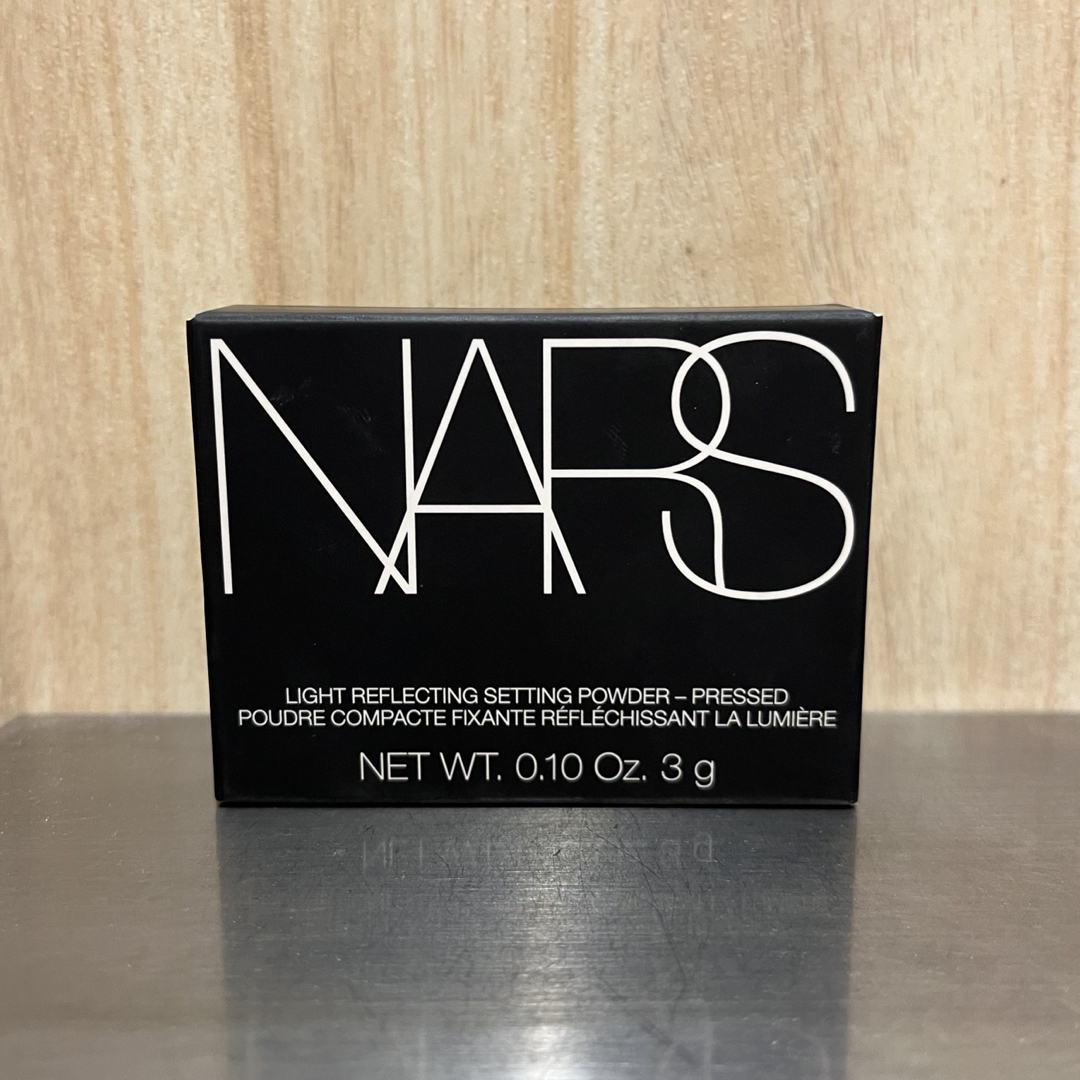 NARS
LIGHT REFLECTING SETTING POWDER – PRESSED
POUDRE COMPACTE FIXANTE RÉFLÉCHISSANT LA LUMIÈRE
NET WT. 0.10 Oz. 3 g